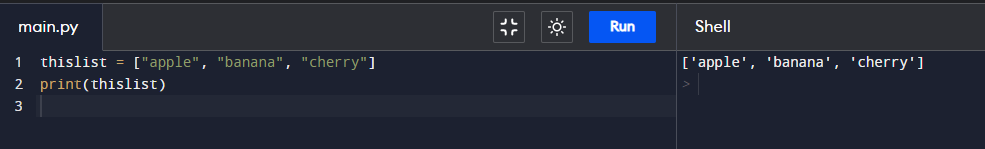 main.py Run Shell
1 thislist = ["apple", "banana", "cherry"]
2 print(thislist)
3
['apple', 'banana', 'cherry']
>